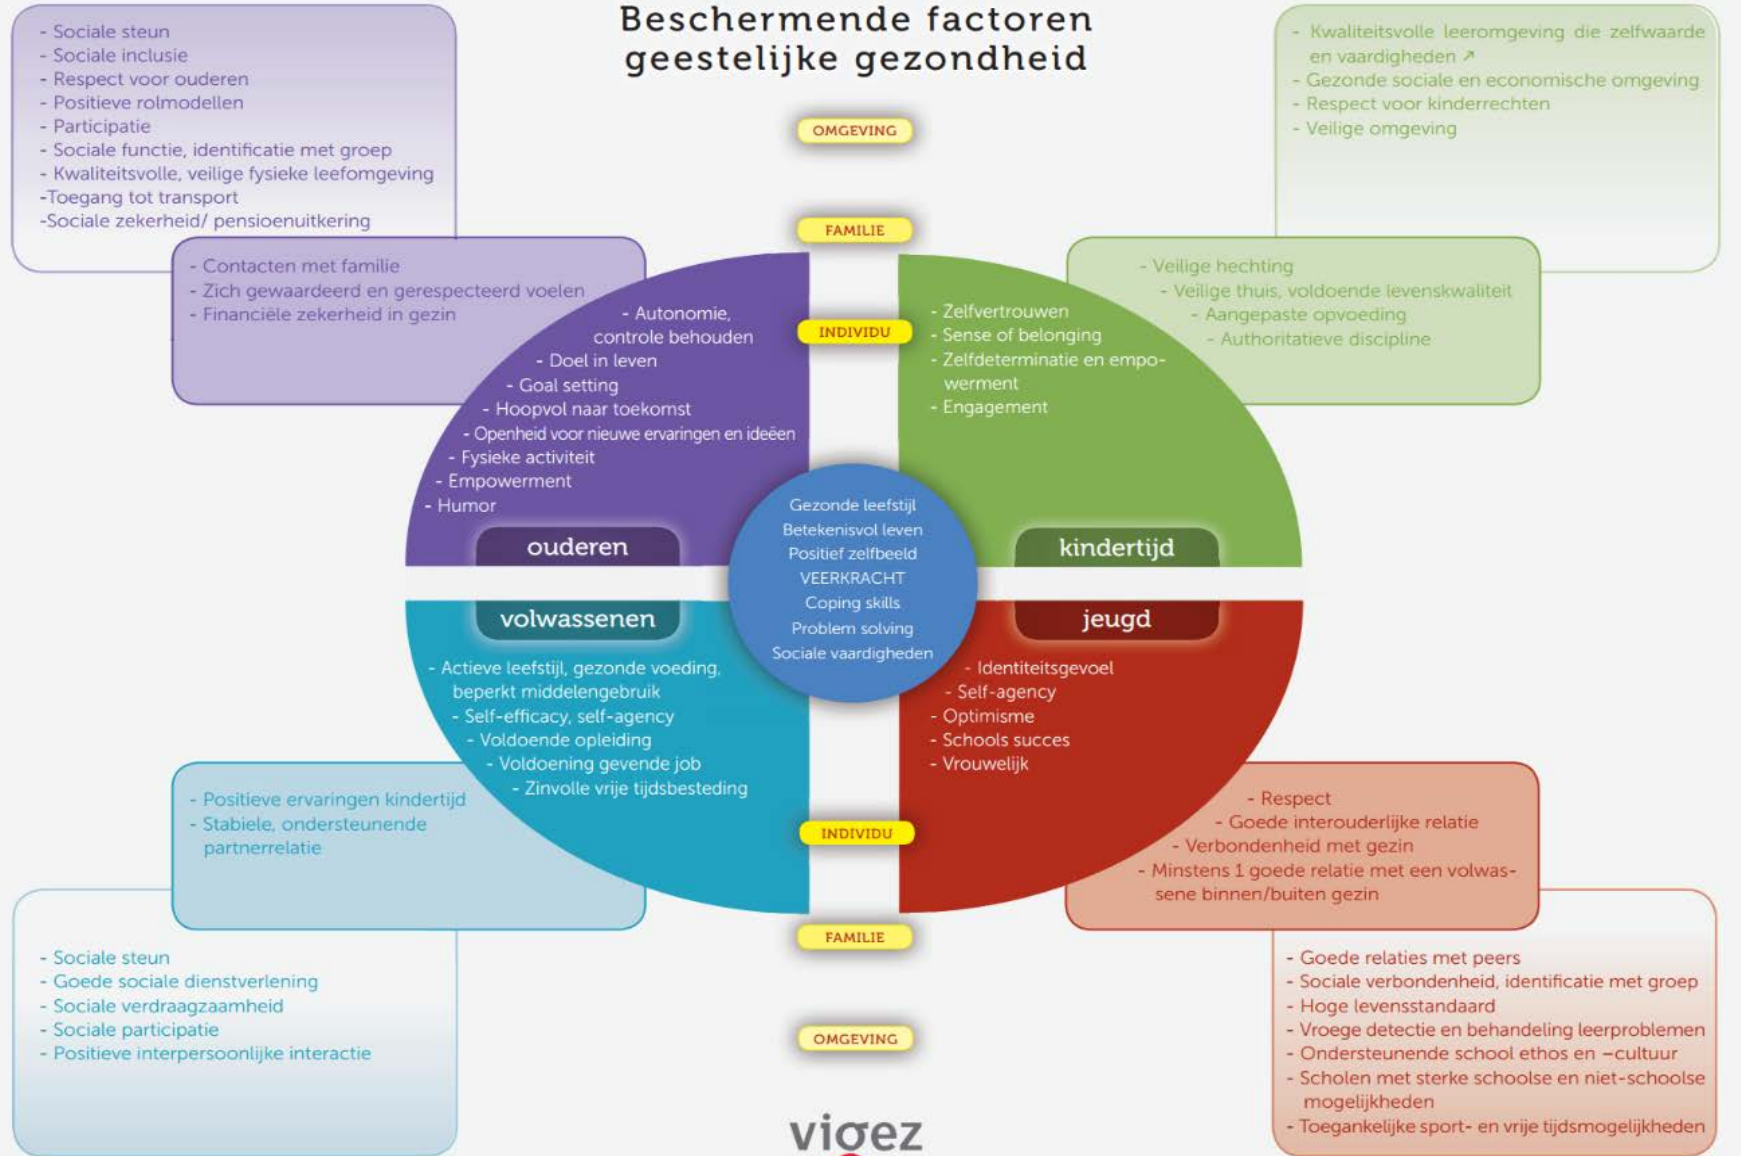 Beschermende factoren
geestelijke gezondheid
- Sociale steun
- Sociale inclusie
- Respect voor ouderen
- Positieve rolmodellen
- Participatie
- Sociale functie, identificatie met groep
- Kwaliteitsvolle, veilige fysieke leefomgeving
-Toegang tot transport
-Sociale zekerheid/ pensioenuitkering
- Contacten met familie
- Zich gewaardeerd en gerespecteerd voelen
- Financiële zekerheid in gezin
- Autonomie,
controle behouden
- Doel in leven
- Goal setting
- Hoopvol naar toekomst
- Openheid voor nieuwe ervaringen en ideëen
- Fysieke activiteit
- Empowerment
- Humor
ouderen
OMGEVING
FAMILIE
INDIVIDU
- Kwaliteitsvolle leeromgeving die zelfwaarde
en vaardigheden ↗
- Gezonde sociale en economische omgeving
- Respect voor kinderrechten
- Veilige omgeving
- Veilige hechting
- Veilige thuis, voldoende levenskwaliteit
- Aangepaste opvoeding
- Authoritatieve discipline
- Zelfvertrouwen
- Sense of belonging
- Zelfdeterminatie en empo-
werment
- Engagement
kindertijd
Gezonde leefstijl
Betekenisvol leven
Positief zelfbeeld
VEERKRACHT
Coping skills
Problem solving
Sociale vaardigheden
volwassenen
- Actieve leefstijl, gezonde voeding,
beperkt middelengebruik
- Self-efficacy, self-agency
- Voldoende opleiding
- Voldoening gevende job
- Zinvolle vrije tijdsbesteding
- Positieve ervaringen kindertijd
- Stabiele, ondersteunende
partnerrelatie
- Sociale steun
- Goede sociale dienstverlening
- Sociale verdraagzaamheid
- Sociale participatie
- Positieve interpersoonlijke interactie
jeugd
- Identiteitsgevoel
- Self-agency
- Optimisme
- Schools succes
- Vrouwelijk
- Respect
- Goede interouderlijke relatie
- Verbondenheid met gezin
- Minstens 1 goede relatie met een volwas-
sene binnen/buiten gezin
- Goede relaties met peers
- Sociale verbondenheid, identificatie met groep
- Hoge levensstandaard
- Vroege detectie en behandeling leerproblemen
- Ondersteunende school ethos en –cultuur
- Scholen met sterke schoolse en niet-schoolse
mogelijkheden
- Toegankelijke sport- en vrije tijdsmogelijkheden
INDIVIDU
FAMILIE
OMGEVING
vigez